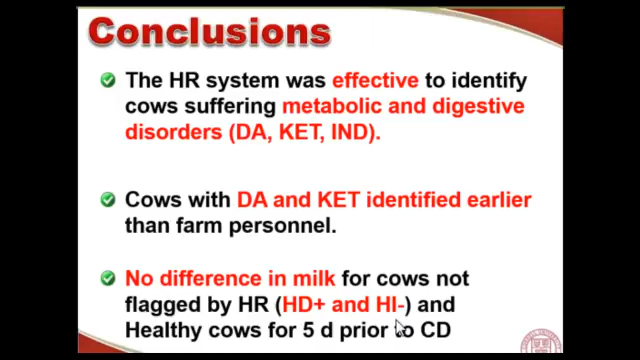 Conclusions
The HR system was effective to identify
cows suffering metabolic and digestive
disorders (DA, KET, IND).
Cows with DA and KET identified earlier
than farm personnel.
No difference in milk for cows not
flagged by HR (HD+ and HI-) and
Healthy cows for 5 d prior to CD